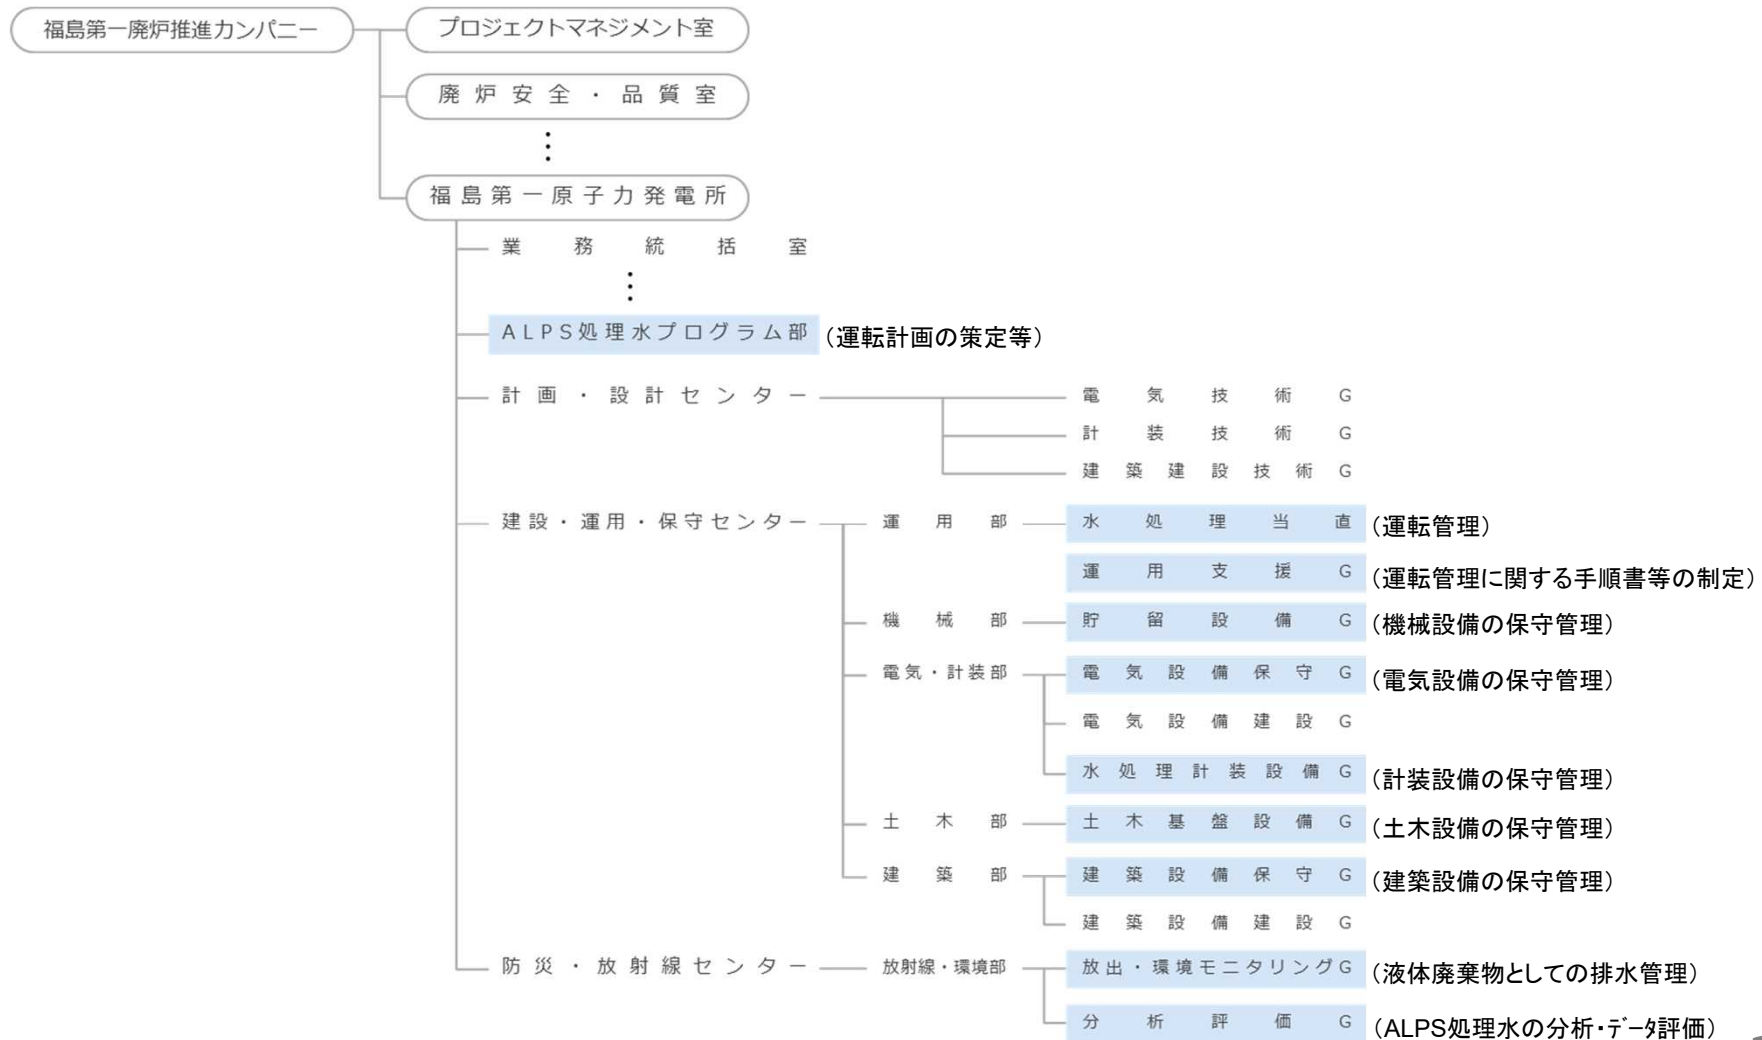 福島第一廃炉推進カンパニー
プロジェクトマネジメント室
廃炉安全・品質室
福島第一原子力発電所
業務統括室
ALPS処理水プログラム部 (運転計画の策定等)
計画・設計センター
電気技術G
計装技術G
建築建設技術G
建設・運用・保守センター
運用部
水処理当直 (運転管理)
運用支援G (運転管理に関する手順書等の制定)
機械部
貯留設備G (機械設備の保守管理)
電気・計装部
電気設備保守G (電気設備の保守管理)
電気設備建設G
水処理計装設備G (計装設備の保守管理)
土木部
土木基盤設備G (土木設備の保守管理)
建築部
建築設備保守G (建築設備の保守管理)
建築設備建設G
防災・放射線センター
放射線・環境部
放出・環境モニタリングG (液体廃棄物としての排水管理)
分析評価G (ALPS処理水の分析・ﾃﾞｰﾀ評価)